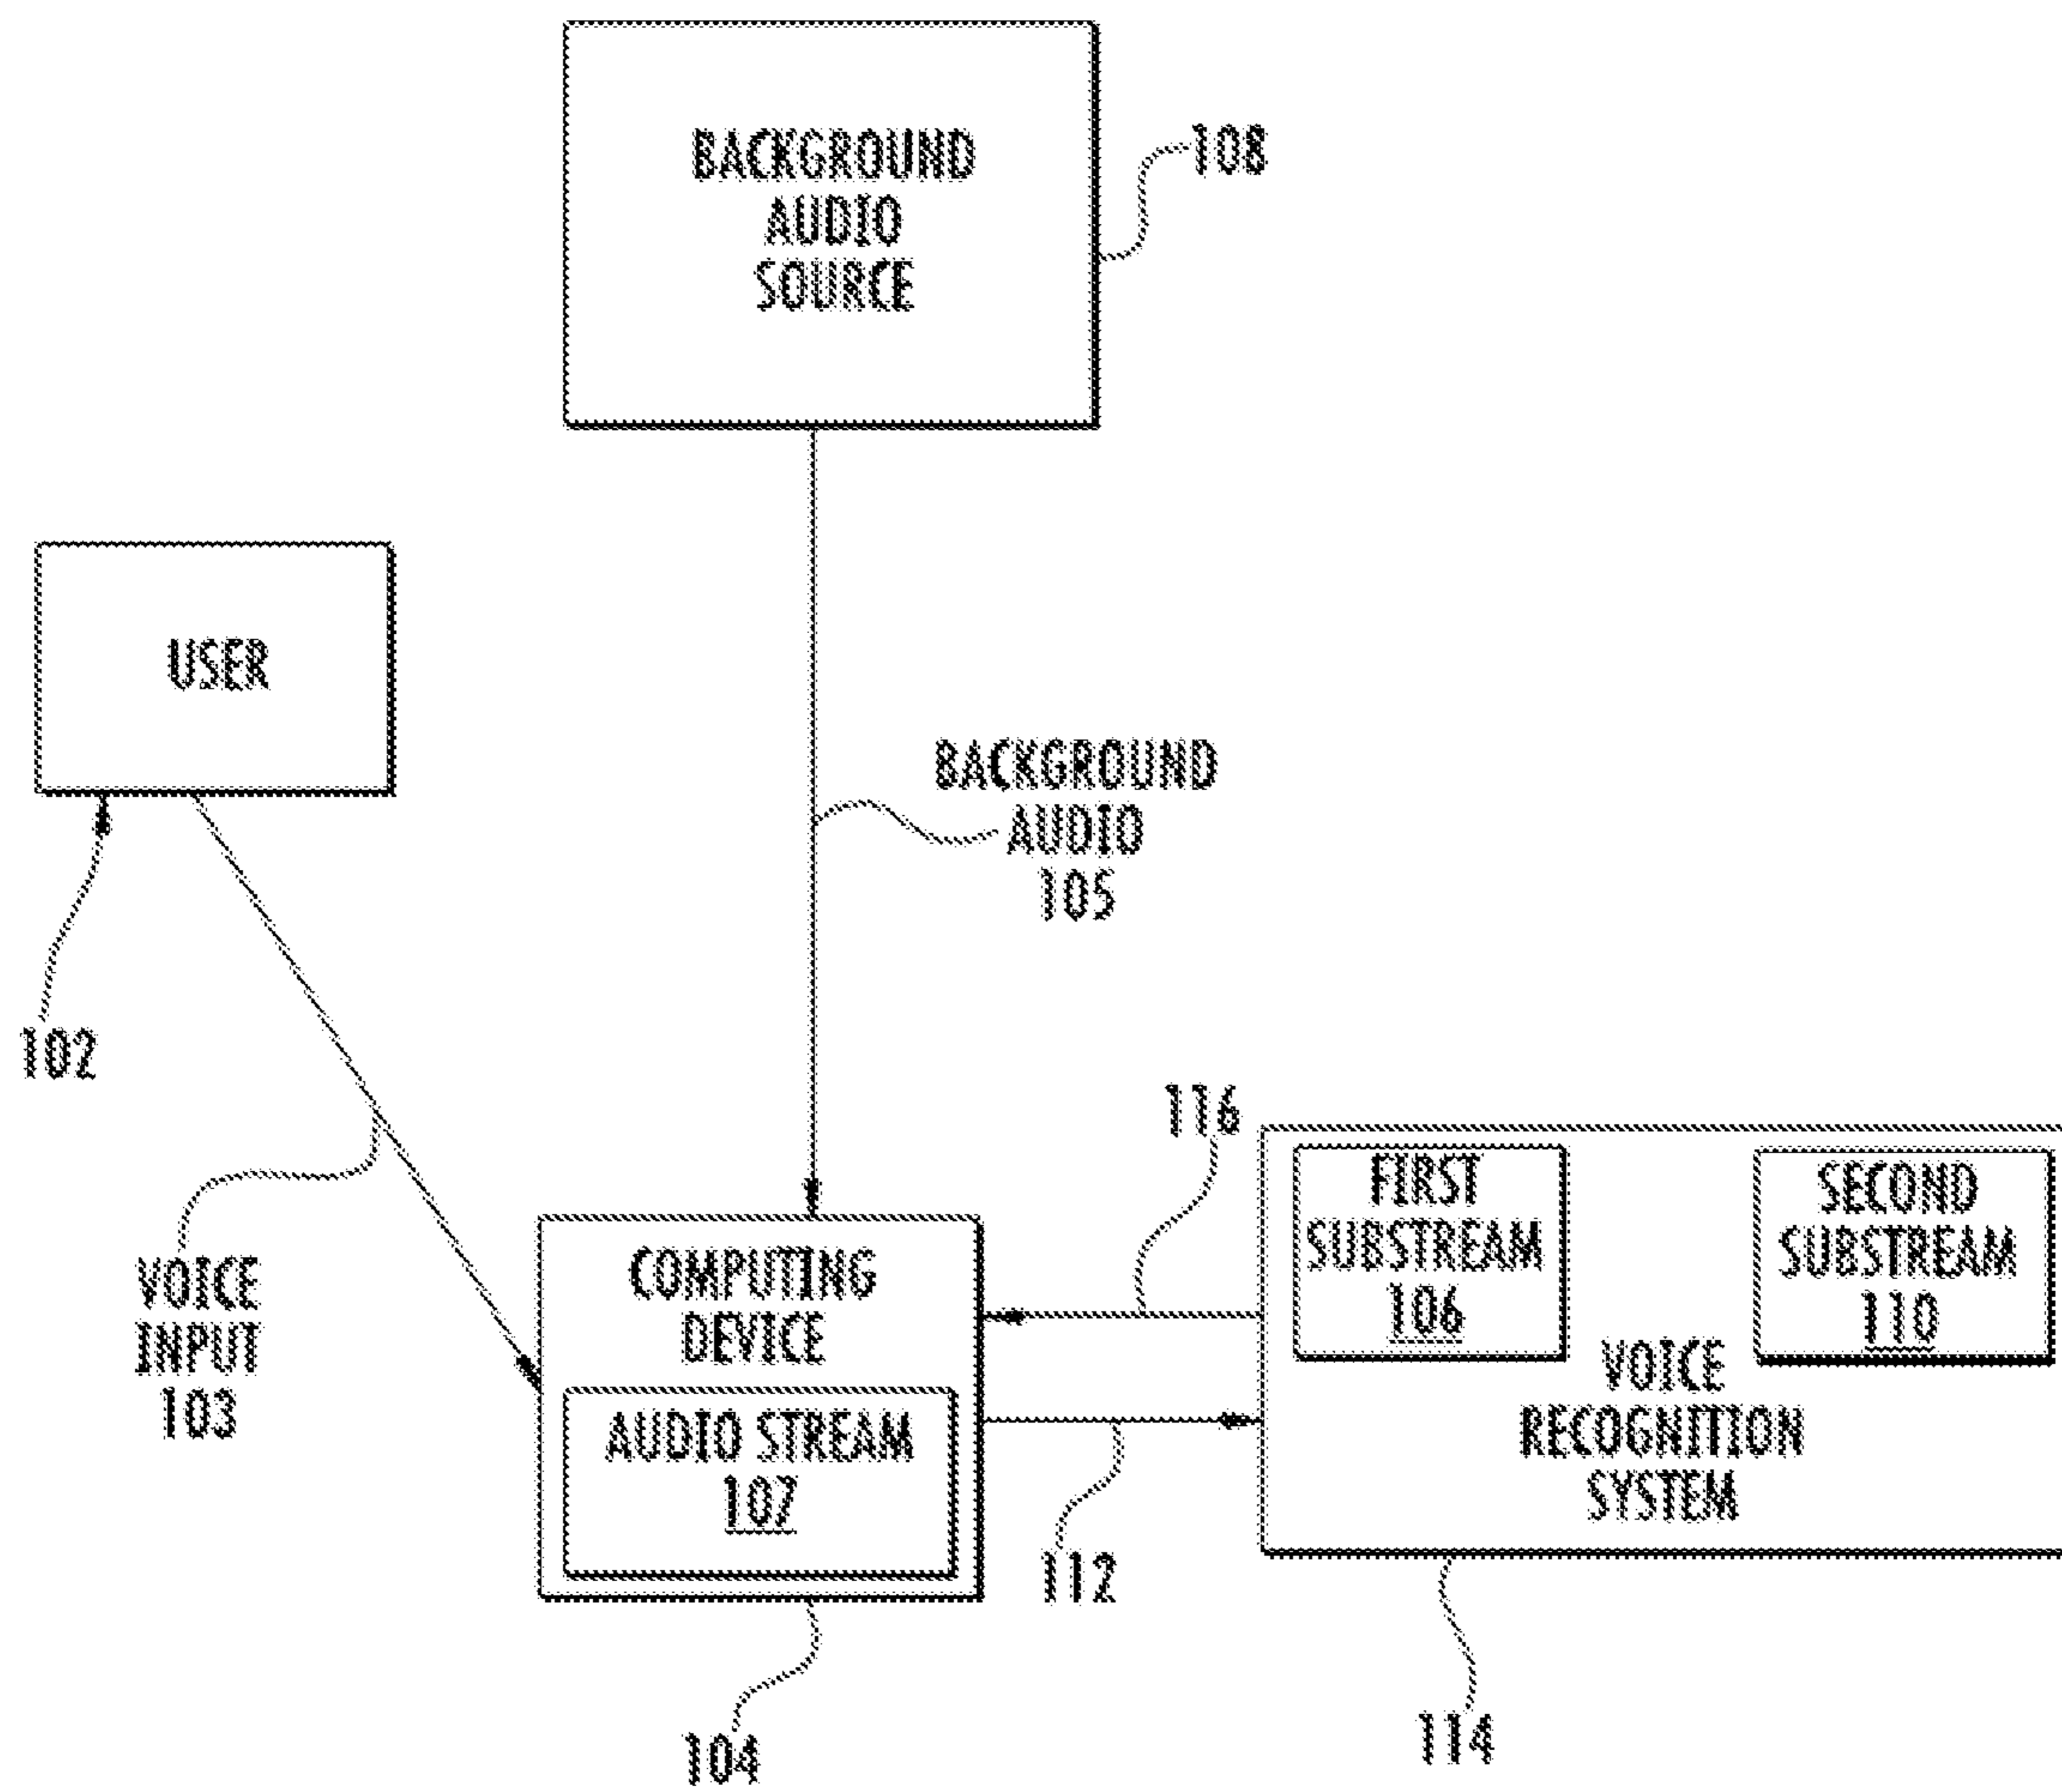 BACKGROUND
AUDIO
SOURCE
108
USER
102
BACKGROUND
AUDIO
105
VOICE
INPUT
103
COMPUTING
DEVICE
AUDIO STREAM
107
104
116
112
FIRST
SUBSTREAM
106
SECOND
SUBSTREAM
110
VOICE
RECOGNITION
SYSTEM
114